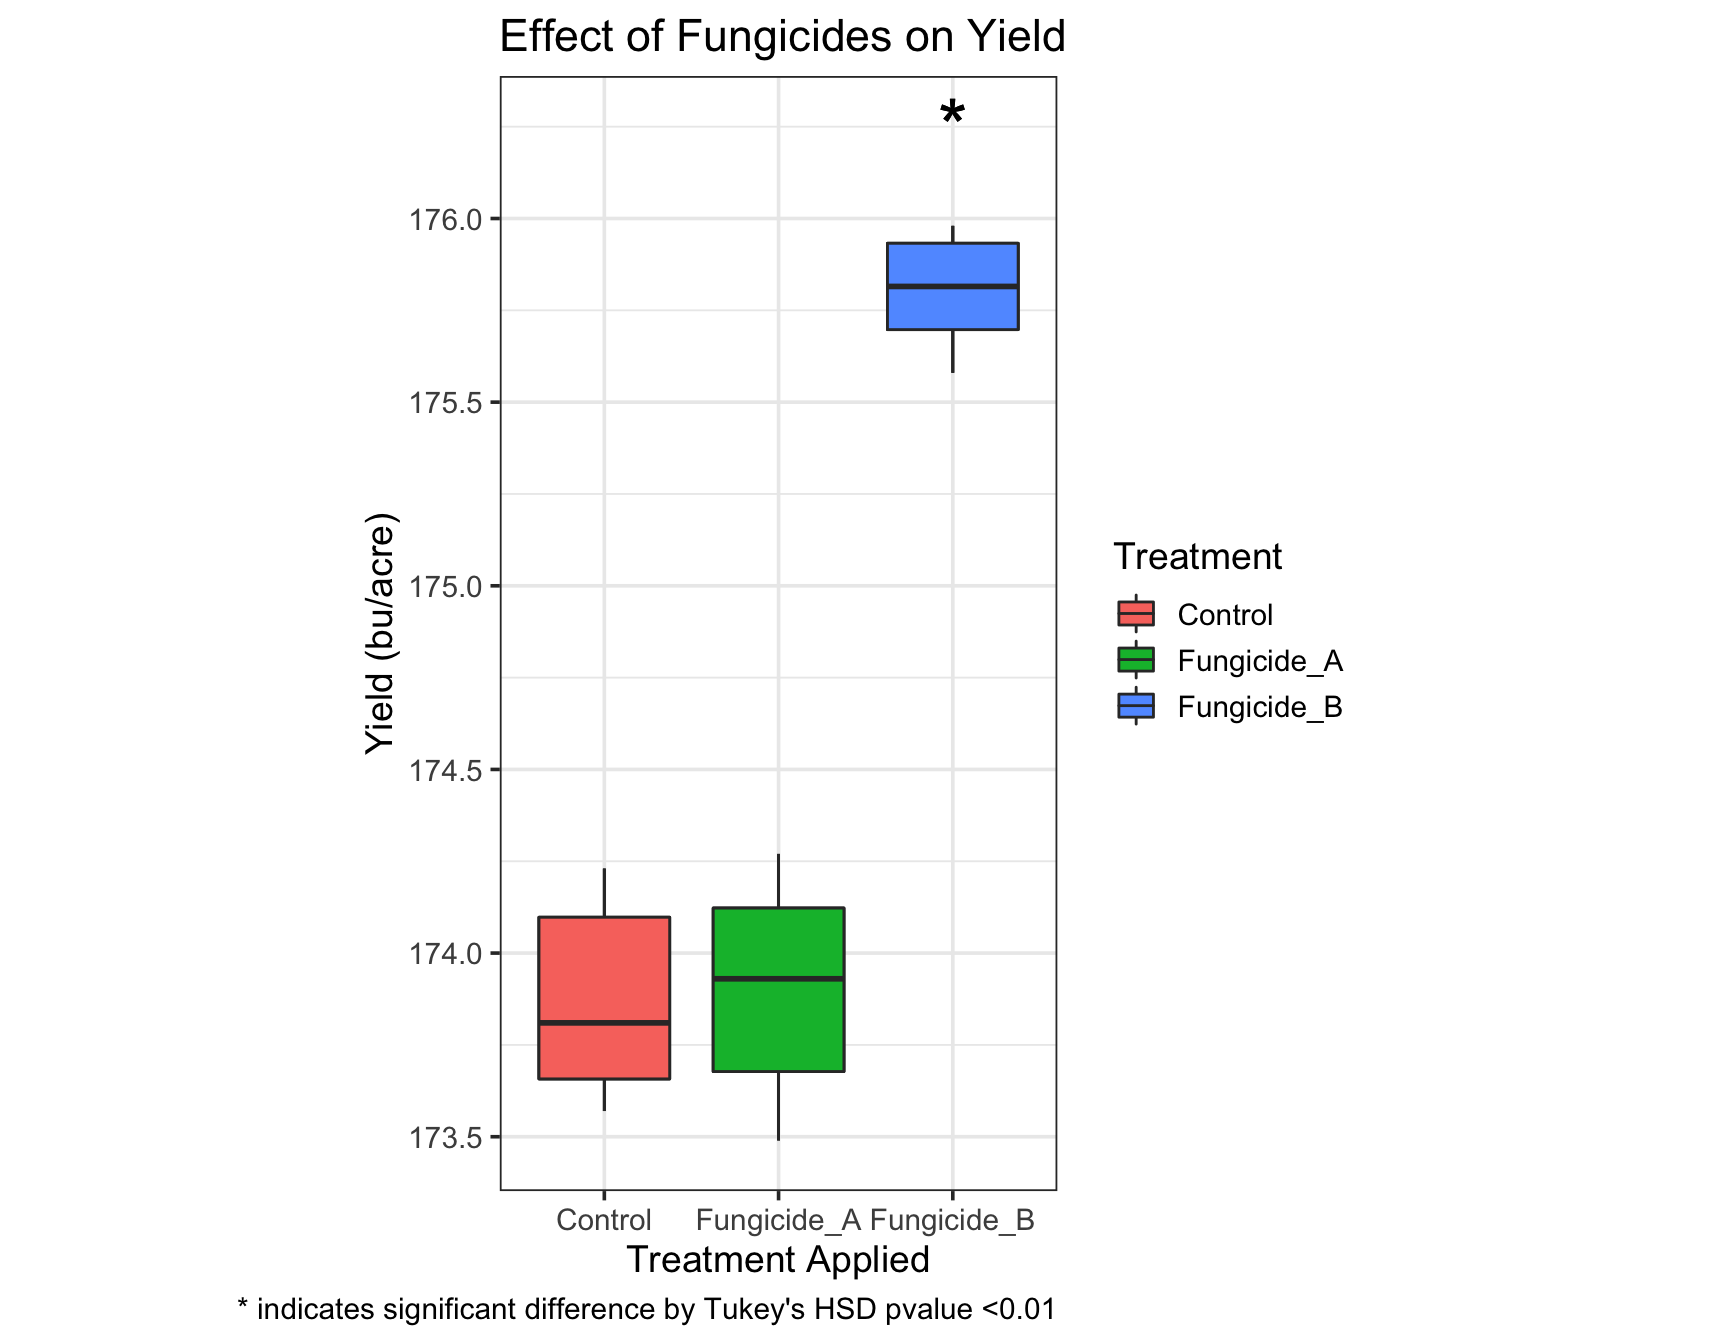 Effect of Fungicides on Yield
*
176.0
175.5
175.0
174.5
174.0
173.5
Yield (bu/acre)
Control Fungicide_A Fungicide_B
Treatment Applied
* indicates significant difference by Tukey's HSD pvalue <0.01
Treatment
Control
Fungicide_A
Fungicide_B